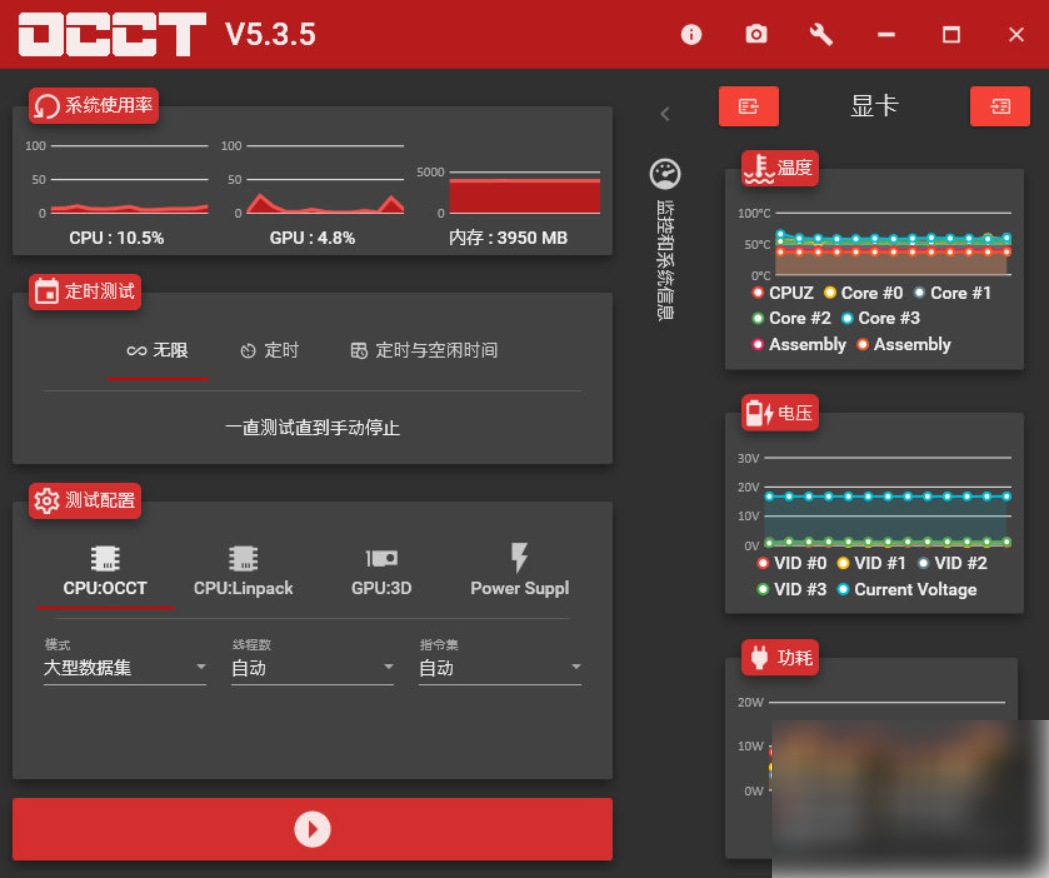 OCCT V5.3.5
系统使用率
100
50
0
CPU : 10.5%
100
50
0
GPU : 4.8%
5000
0
内存 : 3950 MB
定时测试
无限
定时
定时与空闲时间
一直测试直到手动停止
测试配置
CPU:OCCT
CPU:Linpack
GPU:3D
Power Suppl
模式
大型数据集
线程数
自动
指令集
自动
监控和系统信息
显卡
温度
100°C
50°C
0°C
CPUZ Core #0 Core #1
Core #2 Core #3
Assembly Assembly
电压
30V
20V
10V
0V
VID #0 VID #1 VID #2
VID #3 Current Voltage
功耗
20W
10W
0W